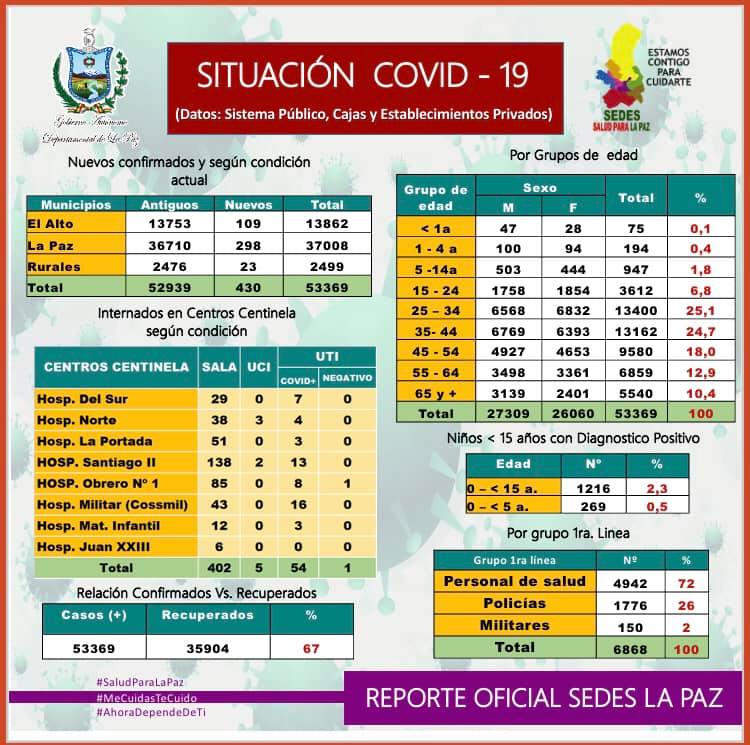 SITUACIÓN COVID - 19
(Datos: Sistema Público, Cajas y Establecimientos Privados)
Gobierno Autónomo
Departamental de La Paz
ESTAMOS
CONTIGO
PARA
CUIDARTE
SEDES
SALUD PARA LA PAZ
Nuevos confirmados y según condición
actual
Municipios Antiguos Nuevos Total
El Alto 13753 109 13862
La Paz 36710 298 37008
Rurales 2476 23 2499
Total 52939 430 53369
Internados en Centros Centinela
según condición
CENTROS CENTINELA SALA UCI UTI
COVID+ NEGATIVO
Hosp. Del Sur 29 0 7 0
Hosp. Norte 38 3 4 0
Hosp. La Portada 51 0 3 0
HOSP. Santiago II 138 2 13 0
HOSP. Obrero Nº 1 85 0 8 1
Hosp. Militar (Cossmil) 43 0 16 0
Hosp. Mat. Infantil 12 0 3 0
Hosp. Juan XXIII 6 0 0 0
Total 402 5 54 1
Relación Confirmados Vs. Recuperados
Casos (+) Recuperados %
53369 35904 67
Por Grupos de edad
Grupo de edad Sexo Total %
M F
< 1a 47 28 75 0,1
1 - 4 a 100 94 194 0,4
5 -14a 503 444 947 1,8
15 - 24 1758 1854 3612 6,8
25 – 34 6568 6832 13400 25,1
35- 44 6769 6393 13162 24,7
45 - 54 4927 4653 9580 18,0
55 - 64 3498 3361 6859 12,9
65 y + 3139 2401 5540 10,4
Total 27309 26060 53369 100
Niños < 15 años con Diagnostico Positivo
Edad Nº %
0 – < 15 a. 1216 2,3
0 – < 5 a. 269 0,5
Por grupo 1ra. Linea
Grupo 1ra línea Nº %
Personal de salud 4942 72
Policías 1776 26
Militares 150 2
Total 6868 100
#SaludParaLaPaz
#MeCuidasTeCuido
#AhoraDependeDeTi
REPORTE OFICIAL SEDES LA PAZ